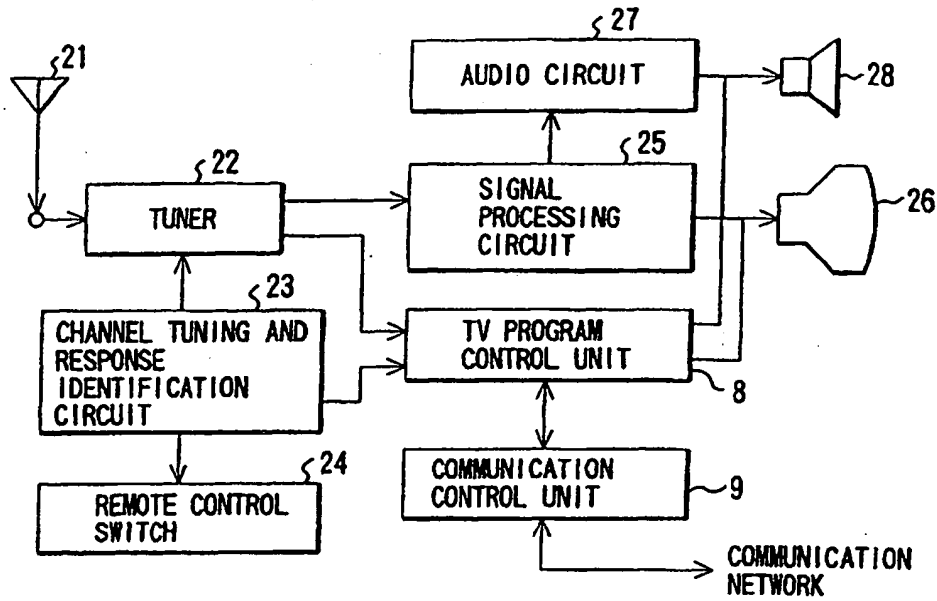 21
27
AUDIO CIRCUIT
28
22
TUNER
25
SIGNAL
PROCESSING
CIRCUIT
26
23
CHANNEL TUNING AND
RESPONSE
IDENTIFICATION
CIRCUIT
TV PROGRAM
CONTROL UNIT
8
24
REMOTE CONTROL
SWITCH
COMMUNICATION
CONTROL UNIT
9
COMMUNICATION
NETWORK